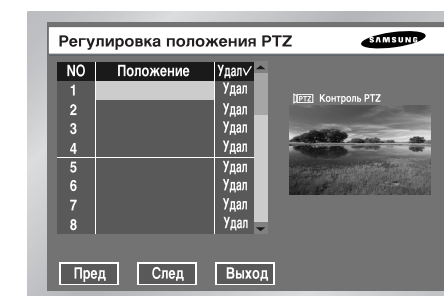 Регулировка положения PTZ
SAMSUNG
NO Положение Удал✓
1 Удал
2 Удал
3 Удал
4 Удал
5 Удал
6 Удал
7 Удал
8 Удал
IPTZ Контроль PTZ
Пред След Выход